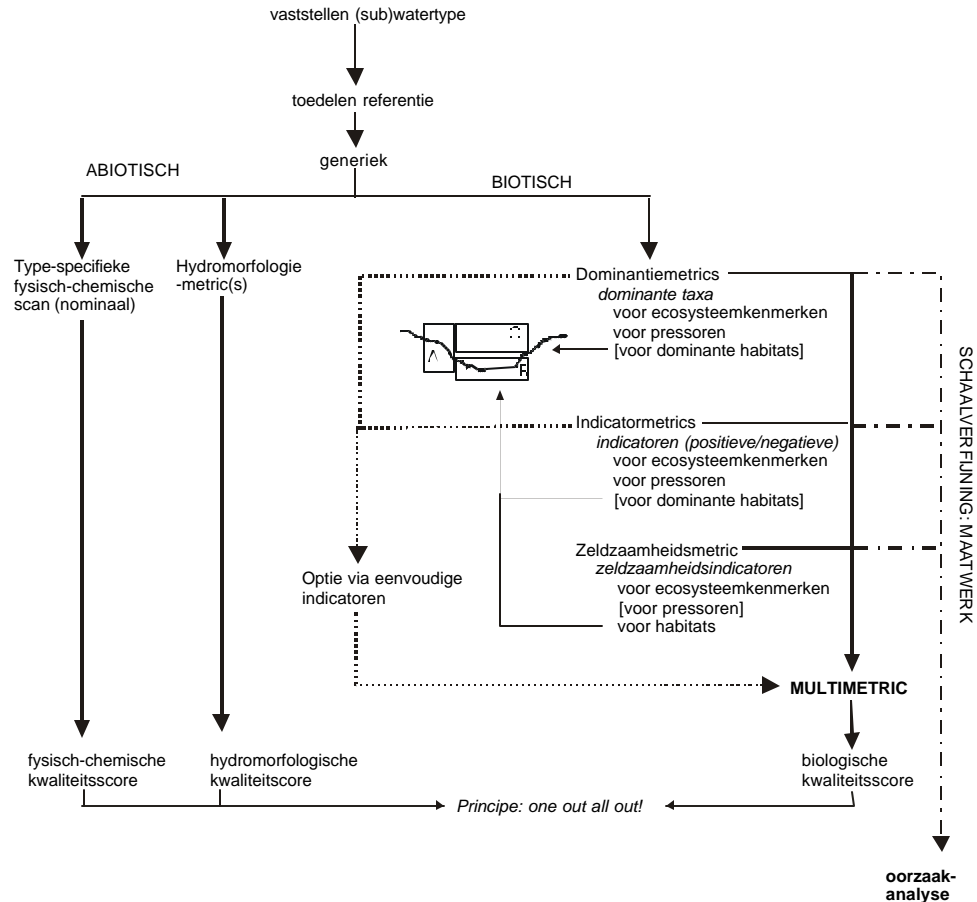 vaststellen (sub)watertype
toedelen referentie
generiek
ABIOTISCH
BIOTISCH
Type-specifieke
fysisch-chemische
scan (nominaal)
Hydromorfologie
-metric(s)
Dominantiemetrics
dominante taxa
voor ecosysteemkenmerken
voor pressoren
[voor dominante habitats]
Indicatormetrics
indicatoren (positieve/negatieve)
voor ecosysteemkenmerken
voor pressoren
[voor dominante habitats]
Zeldzaamheidsmetric
zeldzaamheidsindicatoren
voor ecosysteemkenmerken
[voor pressoren]
voor habitats
Optie via eenvoudige
indicatoren
SCHAALVERFIJNING: MAATWERK
MULTIMETRIC
fysisch-chemische
kwaliteitsscore
hydromorfologische
kwaliteitscore
biologische
kwaliteitsscore
Principe: one out all out!
oorzaak-
analyse